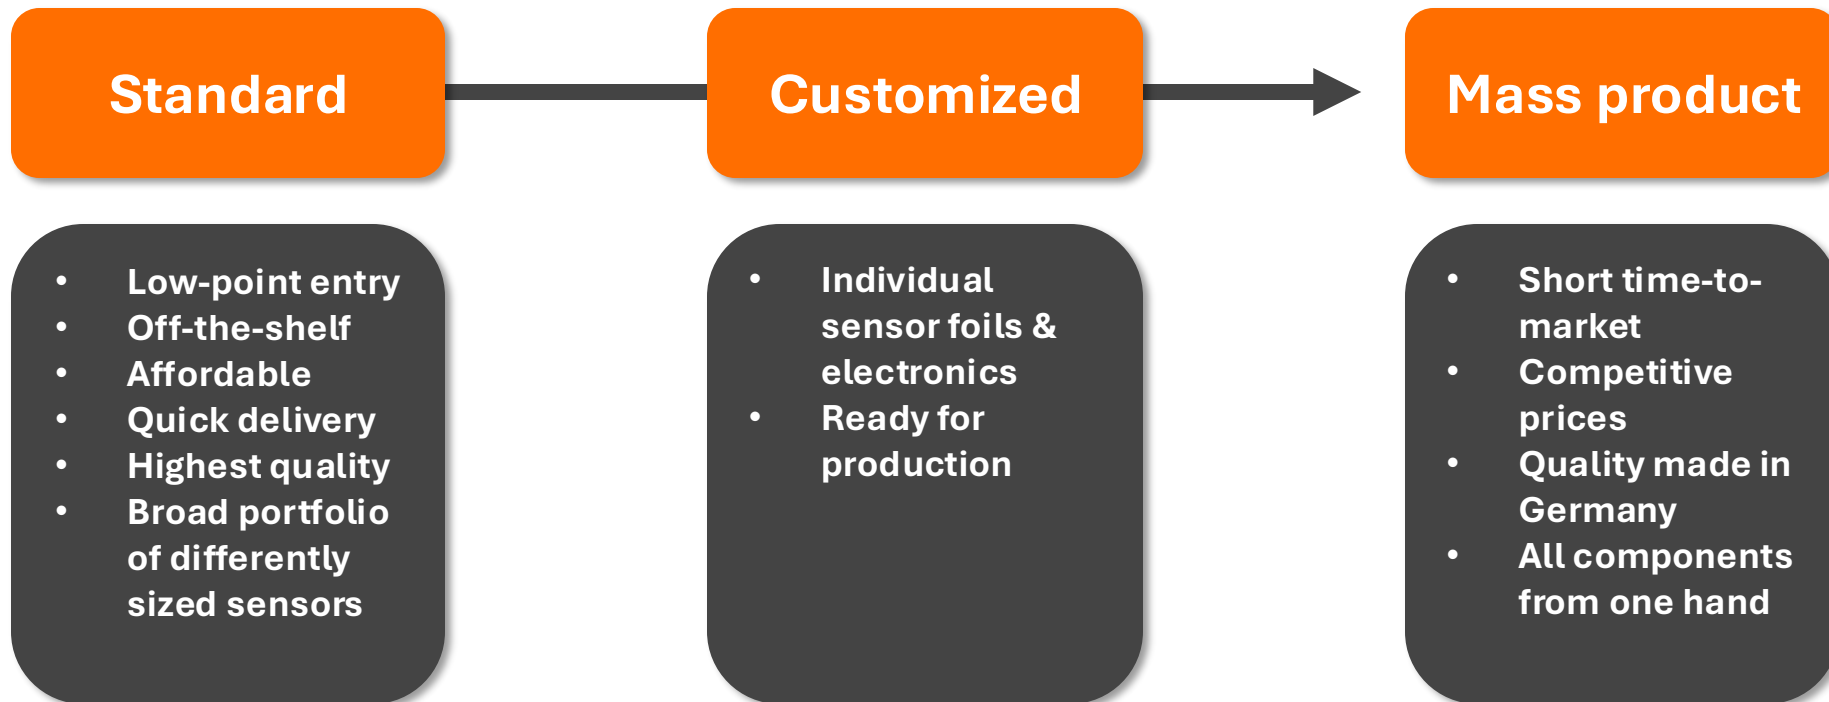 Standard
Customized
Mass product
• Low-point entry
• Off-the-shelf
• Affordable
• Quick delivery
• Highest quality
• Broad portfolio
of differently
sized sensors
• Individual
sensor foils &
electronics
• Ready for
production
• Short time-to-
market
• Competitive
prices
• Quality made in
Germany
• All components
from one hand